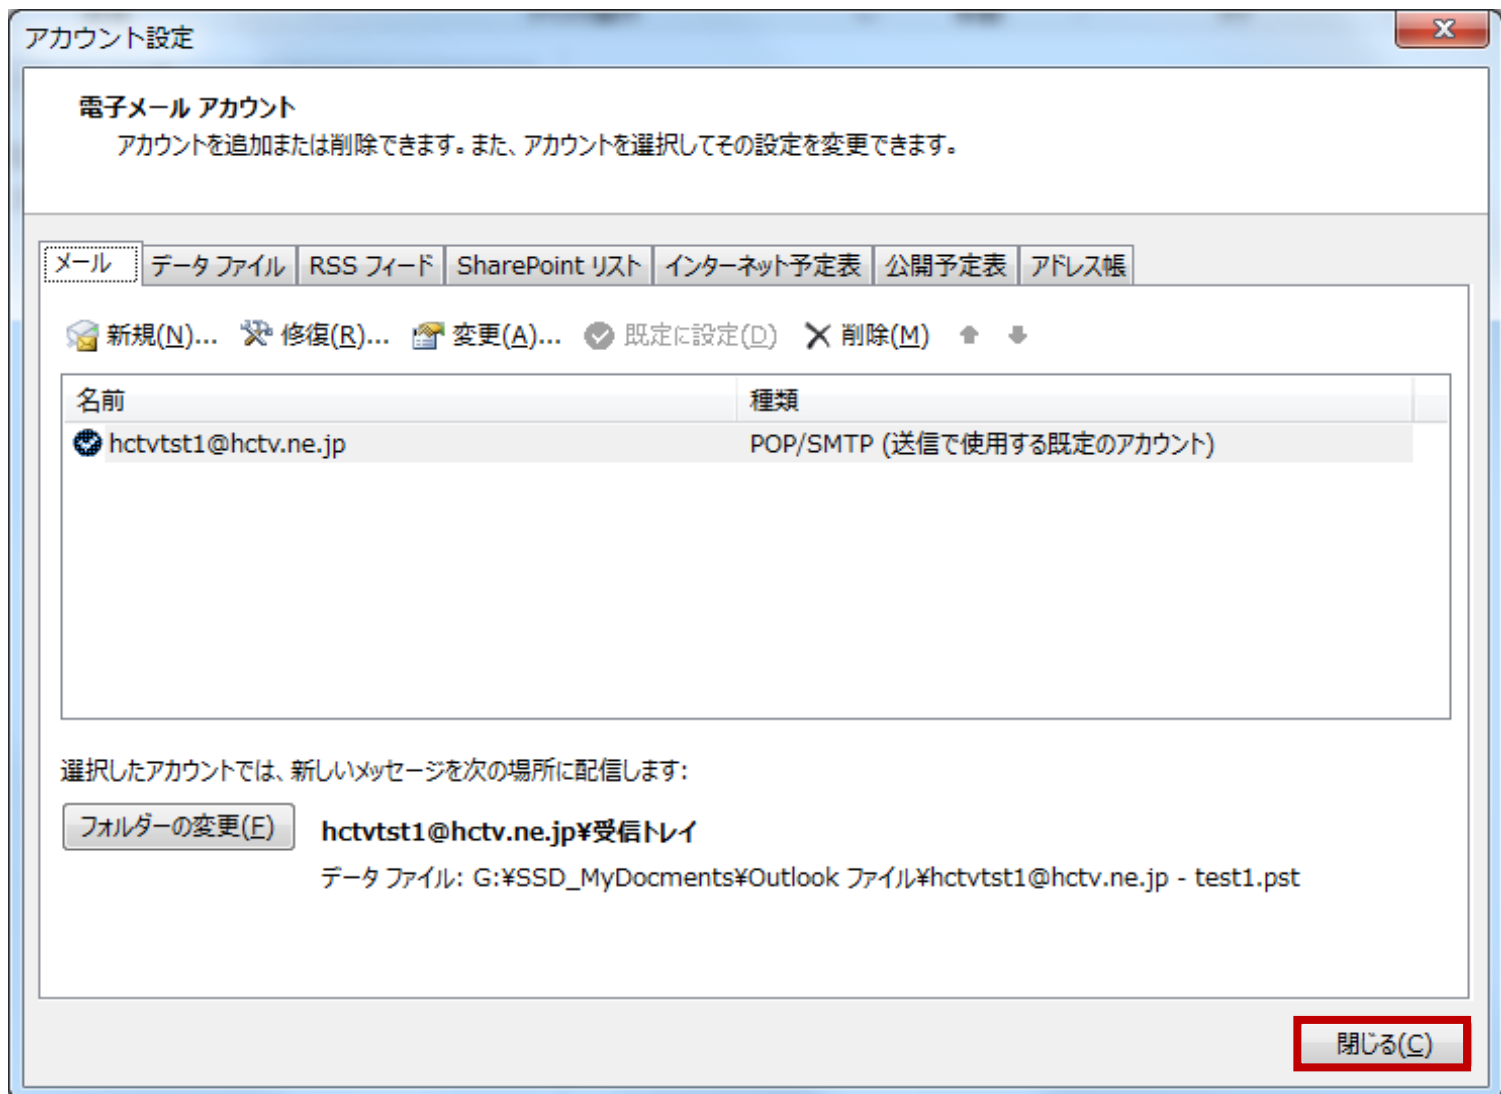 アカウント設定
電子メール アカウント
アカウントを追加または削除できます。また、アカウントを選択してその設定を変更できます。
メール データ ファイル RSS フィード SharePoint リスト インターネット予定表 公開予定表 アドレス帳
新規(N)... 修復(R)... 変更(A)... 既定に設定(D) 削除(M)
名前 種類
hctvtst1@hctv.ne.jp POP/SMTP (送信で使用する既定のアカウント)
選択したアカウントでは、新しいメッセージを次の場所に配信します:
フォルダーの変更(F) hctvtst1@hctv.ne.jp¥受信トレイ
データ ファイル: G:¥SSD_MyDocments¥Outlook ファイル¥hctvtst1@hctv.ne.jp - test1.pst
閉じる(C)